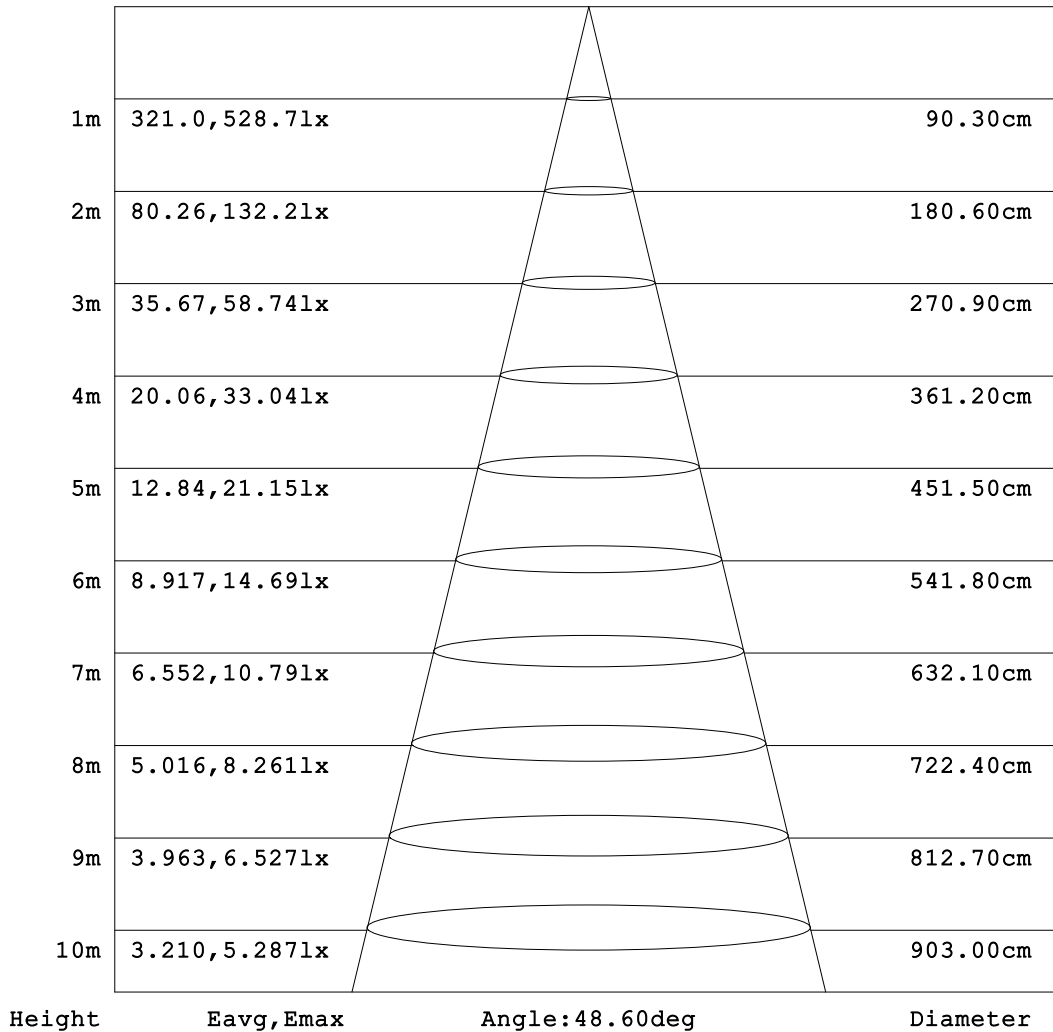 1m 321.0,528.7lx 90.30cm
2m 80.26,132.2lx 180.60cm
3m 35.67,58.74lx 270.90cm
4m 20.06,33.04lx 361.20cm
5m 12.84,21.15lx 451.50cm
6m 8.917,14.69lx 541.80cm
7m 6.552,10.79lx 632.10cm
8m 5.016,8.261lx 722.40cm
9m 3.963,6.527lx 812.70cm
10m 3.210,5.287lx 903.00cm
Height Eavg,Emax Angle:48.60deg Diameter